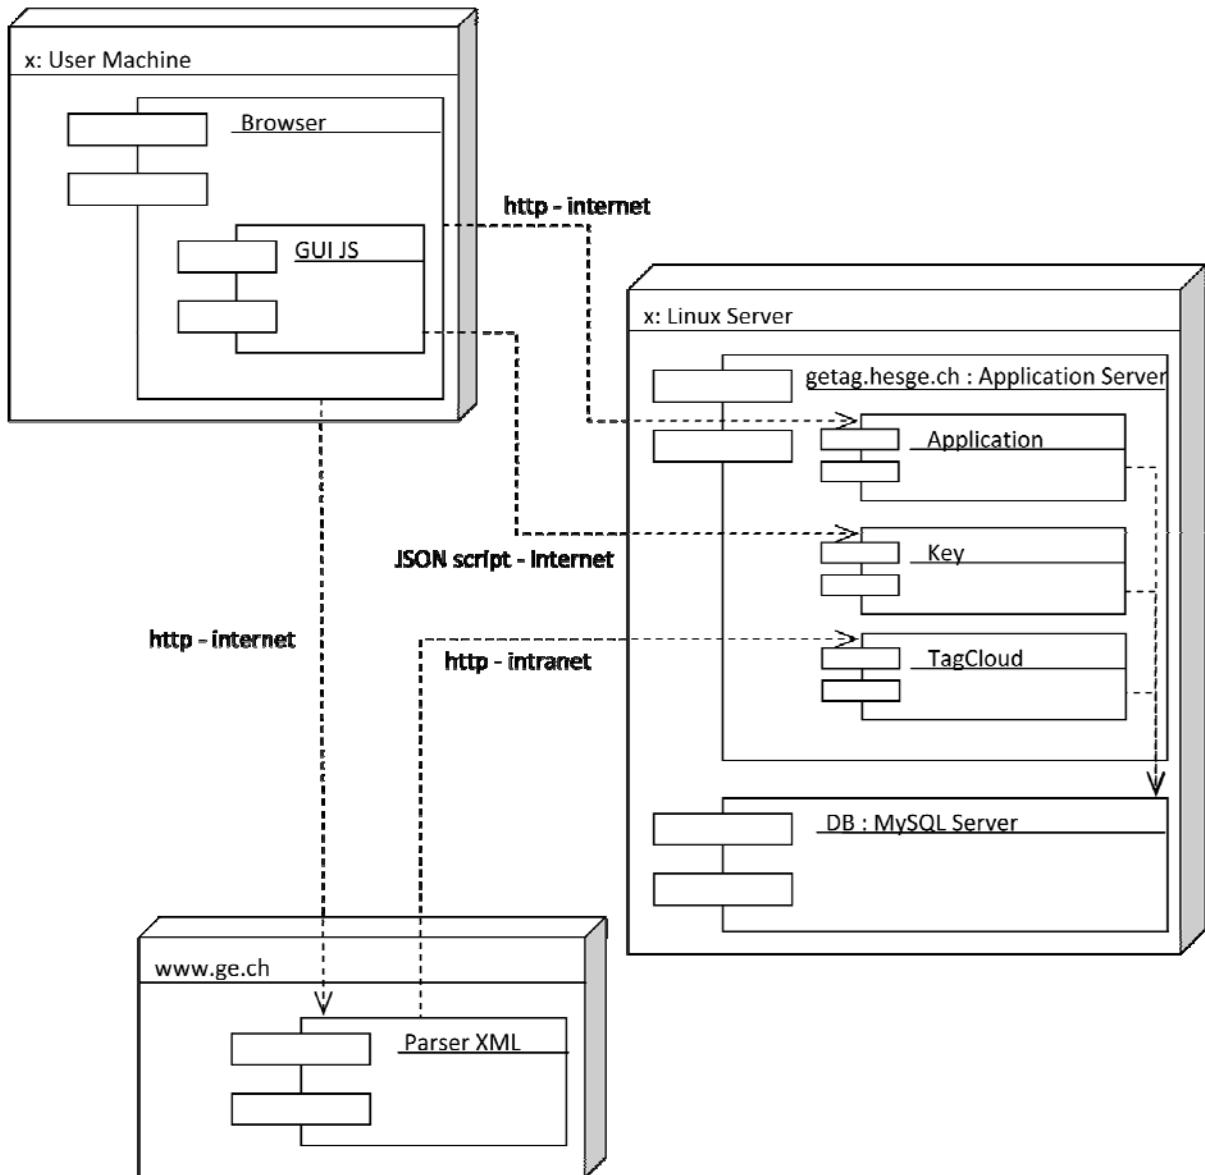 x: User Machine
Browser
http - internet
GUI JS
x: Linux Server
getag.hesge.ch : Application Server
Application
Key
JSON script - Internet
http - internet
http - intranet
TagCloud
DB : MySQL Server
www.ge.ch
Parser XML